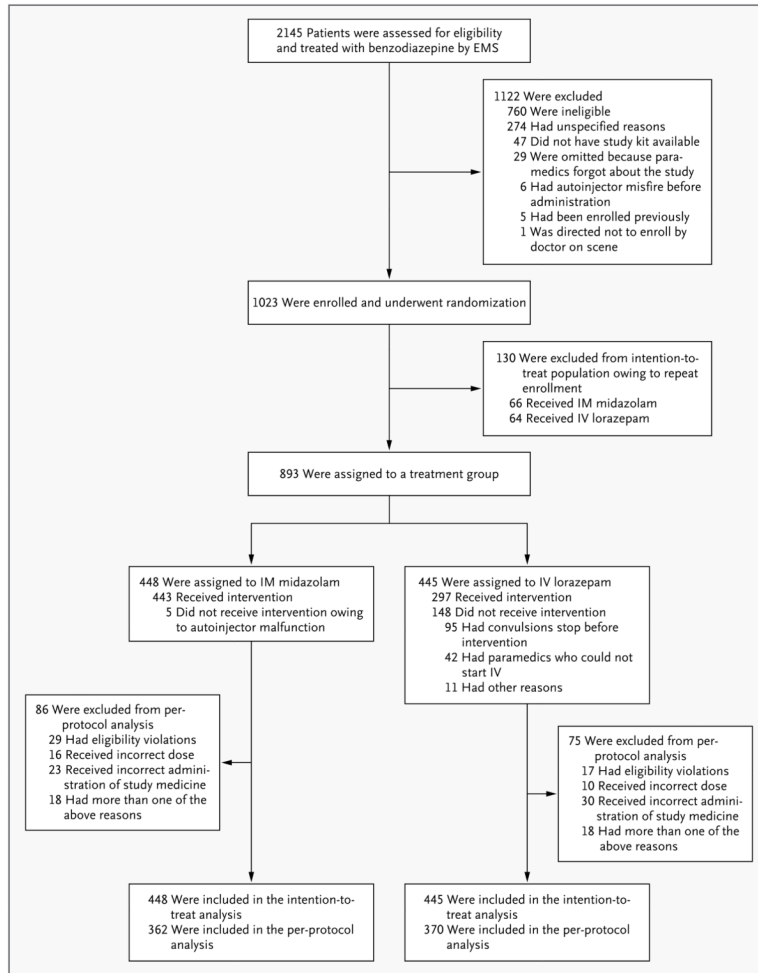 2145 Patients were assessed for eligibility
and treated with benzodiazepine by EMS
1122 Were excluded
760 Were ineligible
274 Had unspecified reasons
47 Did not have study kit available
29 Were omitted because para-
medics forgot about the study
6 Had autoinjector misfire before
administration
5 Had been enrolled previously
1 Was directed not to enroll by
doctor on scene
1023 Were enrolled and underwent randomization
130 Were excluded from intention-to-
treat population owing to repeat
enrollment
66 Received IM midazolam
64 Received IV lorazepam
893 Were assigned to a treatment group
448 Were assigned to IM midazolam
443 Received intervention
5 Did not receive intervention owing
to autoinjector malfunction
445 Were assigned to IV lorazepam
297 Received intervention
148 Did not receive intervention
95 Had convulsions stop before
intervention
42 Had paramedics who could not
start IV
11 Had other reasons
86 Were excluded from per-
protocol analysis
29 Had eligibility violations
16 Received incorrect dose
23 Received incorrect admini-
stration of study medicine
18 Had more than one of the
above reasons
75 Were excluded from per-
protocol analysis
17 Had eligibility violations
10 Received incorrect dose
30 Received incorrect admini-
stration of study medicine
18 Had more than one of the
above reasons
448 Were included in the intention-to-
treat analysis
362 Were included in the per-protocol
analysis
445 Were included in the intention-to-
treat analysis
370 Were included in the per-protocol
analysis